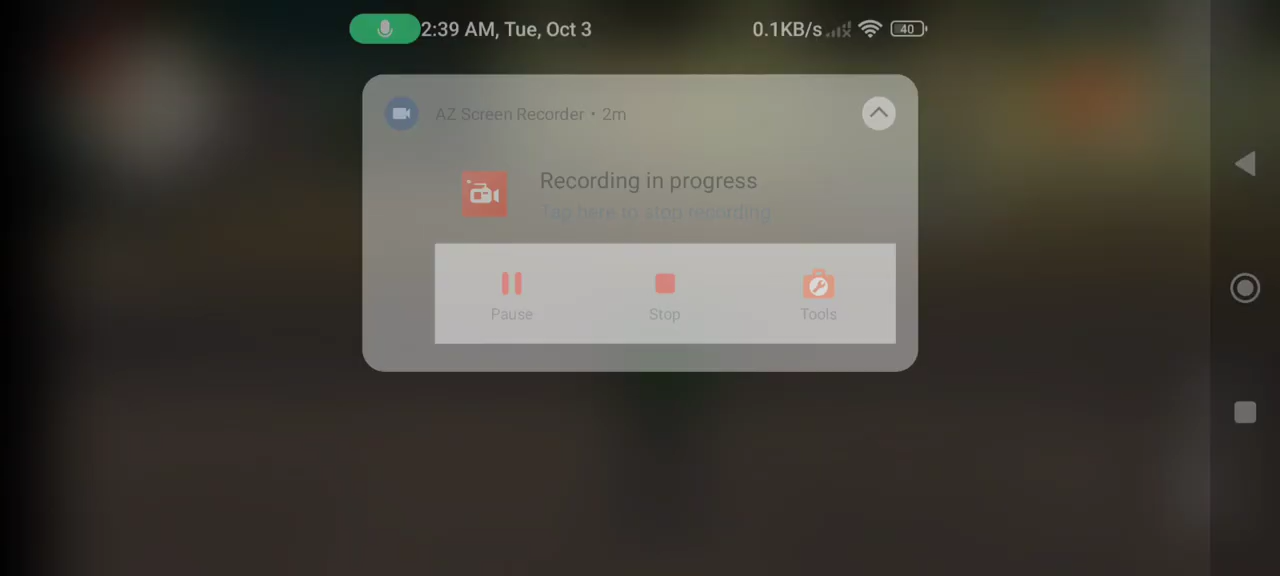 2:39 AM, Tue, Oct 3 0.1KB/s 40
AZ Screen Recorder • 2m
Recording in progress
Tap here to stop recording
Pause Stop Tools